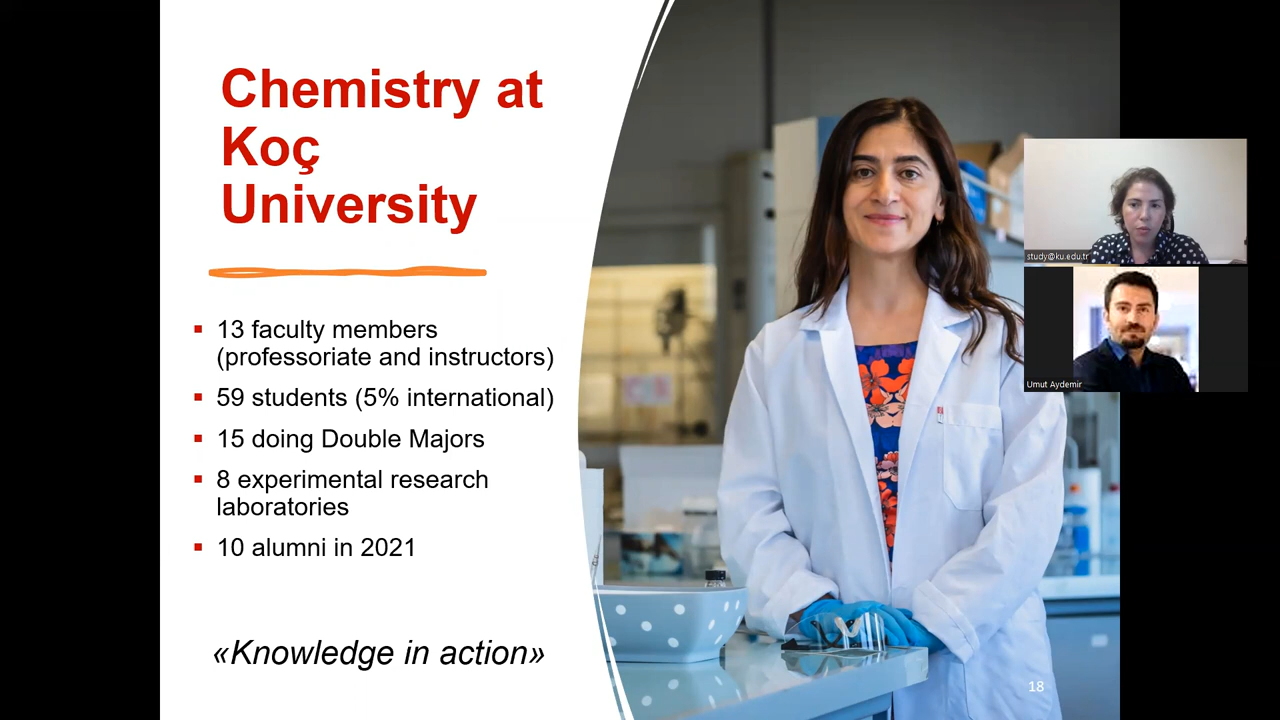 Chemistry at
Koç
University
13 faculty members
(professoriate and instructors)
59 students (5% international)
15 doing Double Majors
8 experimental research
laboratories
10 alumni in 2021
«Knowledge in action»
18
study@ku.edu.tr
Umut Aydemir